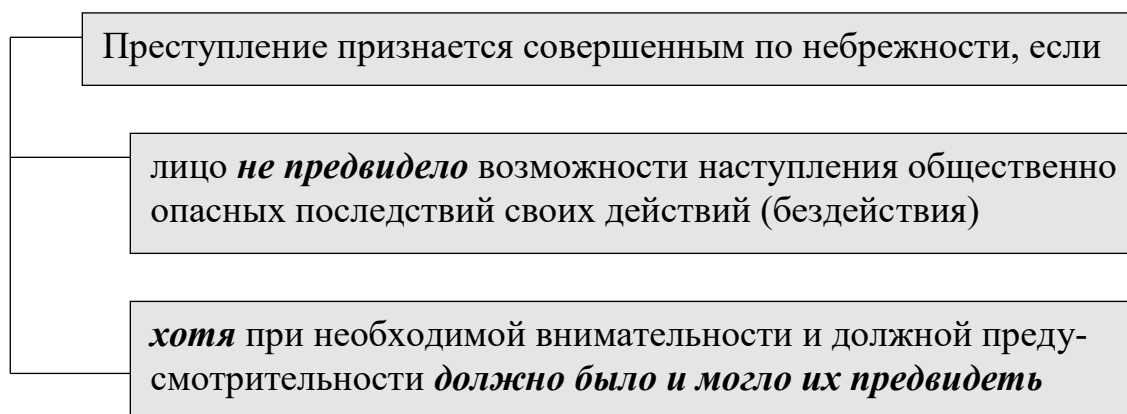 Преступление признается совершенным по небрежности, если
лицо не предвидело возможности наступления общественно
опасных последствий своих действий (бездействия)
хотя при необходимой внимательности и должной преду-
смотрительности должно было и могло их предвидеть